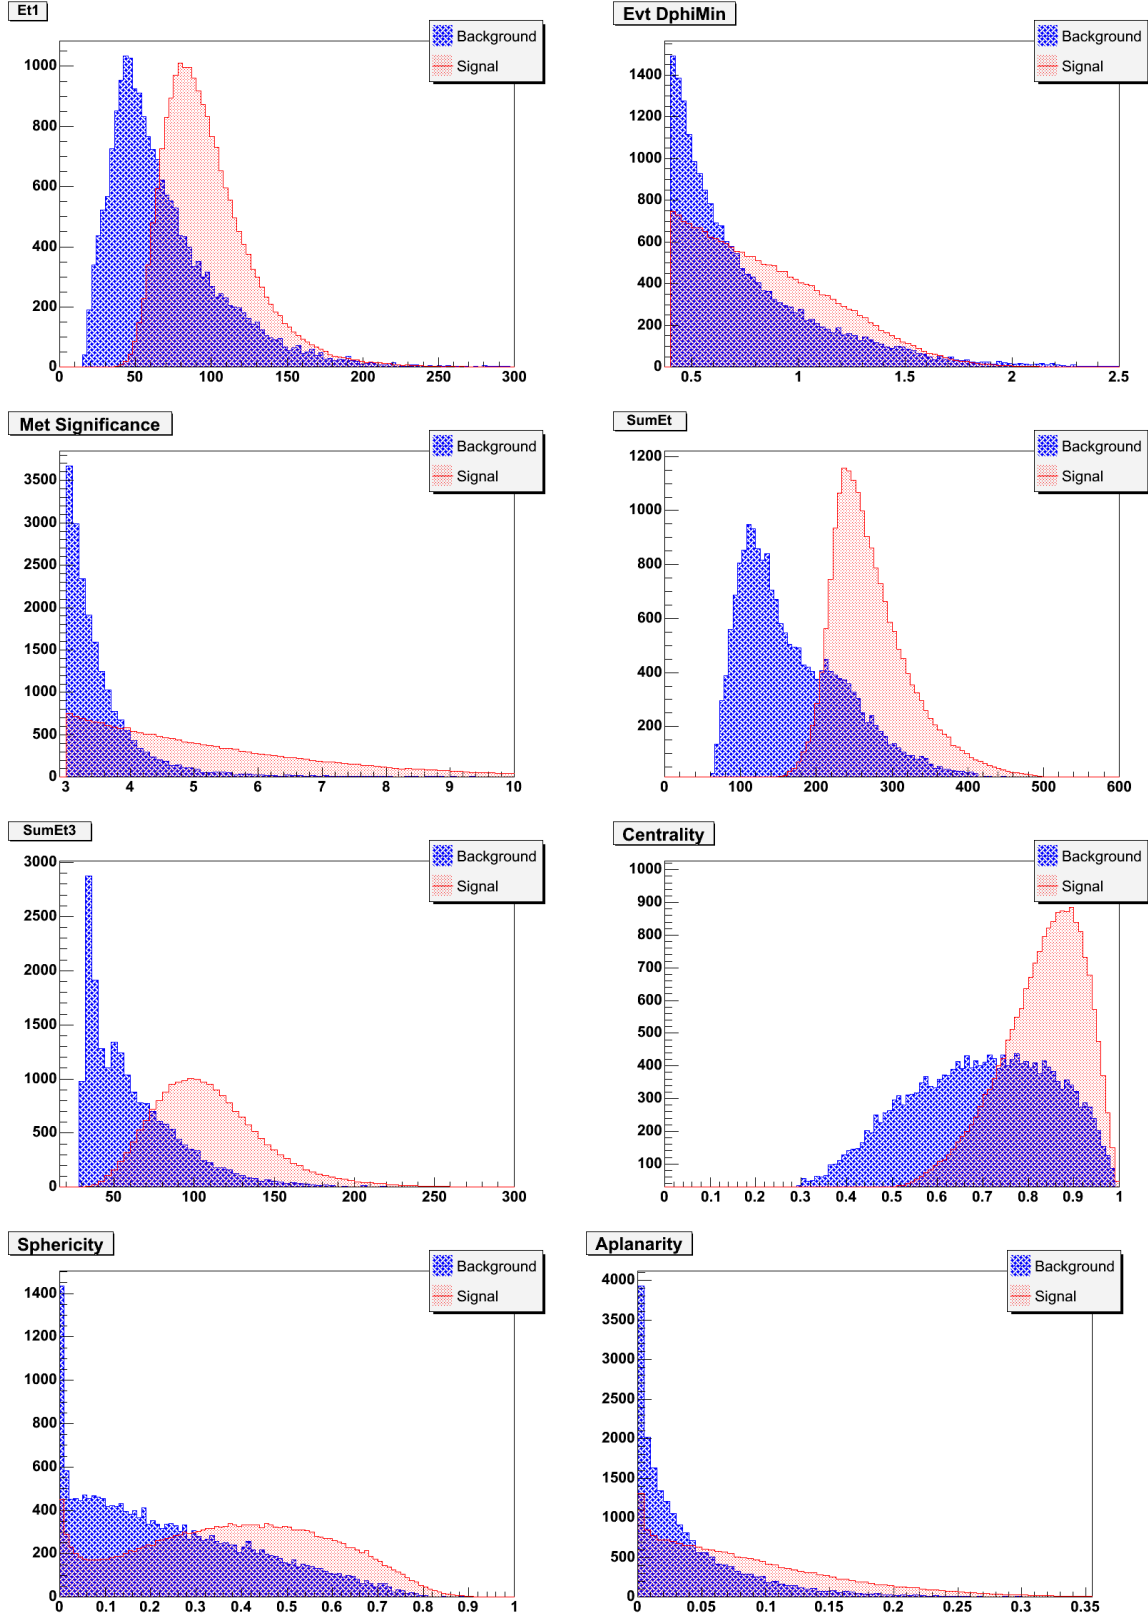 Et1
Background
Signal
1000
800
600
400
200
0
0 50 100 150 200 250 300
Evt DphiMin
Background
Signal
1400
1200
1000
800
600
400
200
0
0.5 1 1.5 2 2.5
Met Significance
Background
Signal
3500
3000
2500
2000
1500
1000
500
0
3 4 5 6 7 8 9 10
SumEt
Background
Signal
1200
1000
800
600
400
200
100 200 300 400 500 600
SumEt3
Background
Signal
3000
2500
2000
1500
1000
500
0
50 100 150 200 250 300
Centrality
Background
Signal
1000
900
800
700
600
500
400
300
200
100
0 0.1 0.2 0.3 0.4 0.5 0.6 0.7 0.8 0.9 1
Sphericity
Background
Signal
1400
1200
1000
800
600
400
200
0
0 0.1 0.2 0.3 0.4 0.5 0.6 0.7 0.8 0.9 1
Aplanarity
Background
Signal
4000
3500
3000
2500
2000
1500
1000
500
0
0 0.05 0.1 0.15 0.2 0.25 0.3 0.35